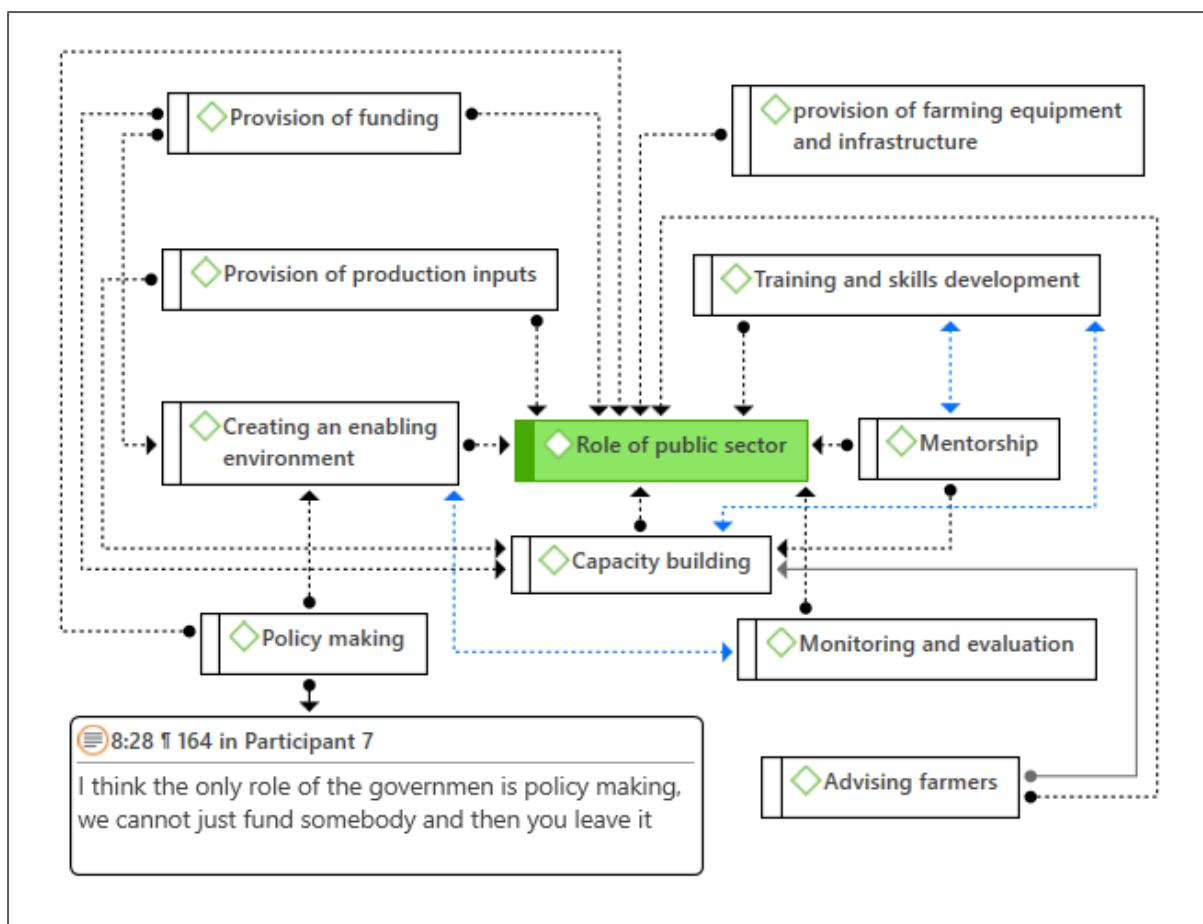 Provision of funding
provision of farming equipment
and infrastructure
Provision of production inputs
Training and skills development
Creating an enabling
environment
Role of public sector
Mentorship
Capacity building
Policy making
Monitoring and evaluation
8:28 ¶ 164 in Participant 7
I think the only role of the governmen is policy making,
we cannot just fund somebody and then you leave it
Advising farmers